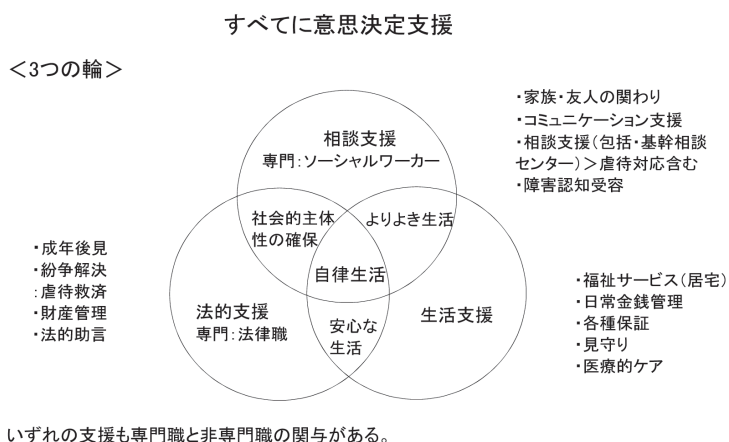 すべてに意思決定支援
＜3つの輪＞
・家族・友人の関わり
・コミュニケーション支援
・相談支援（包括・基幹相談
センター）＞虐待対応含む
・障害認知受容
相談支援
専門：ソーシャルワーカー
社会的主体
性の確保
よりよき生活
自律生活
・成年後見
・紛争解決
：虐待救済
・財産管理
・法的助言
法的支援
専門：法律職
安心な
生活
生活支援
・福祉サービス（居宅）
・日常金銭管理
・各種保証
・見守り
・医療的ケア
いずれの支援も専門職と非専門職の関与がある。